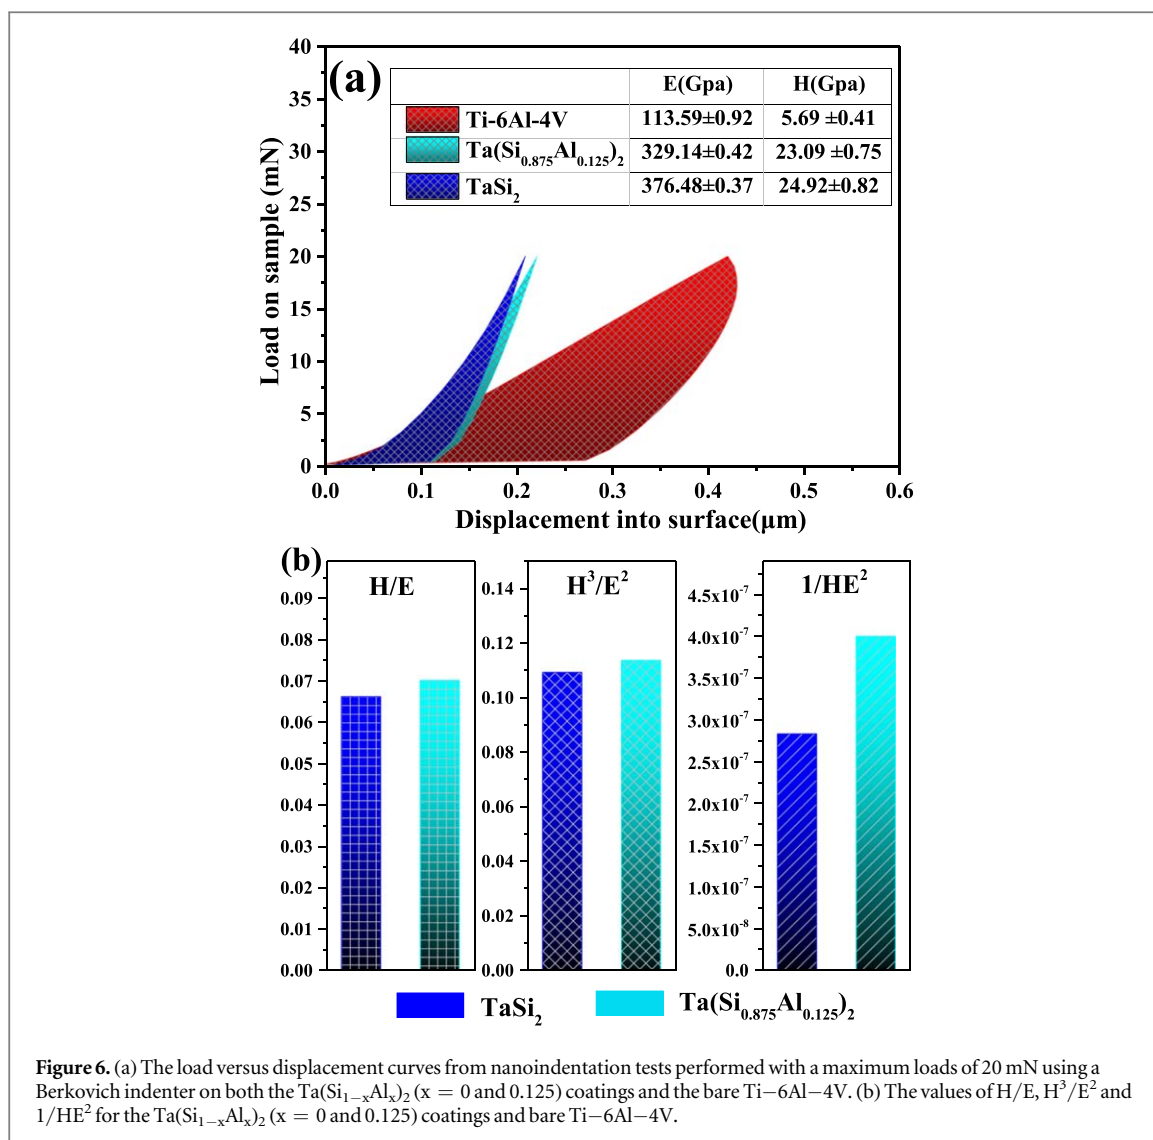 (a)
40
35
30
25
20
15
10
5
0
Load on sample (mN)
E(Gpa) H(Gpa)
Ti-6Al-4V 113.59±0.92 5.69 ±0.41
Ta(Si0.875Al0.125)2 329.14±0.42 23.09 ±0.75
TaSi2 376.48±0.37 24.92±0.82
0.0 0.1 0.2 0.3 0.4 0.5 0.6
Displacement into surface(µm)
(b)
H/E
0.09
0.08
0.07
0.06
0.05
0.04
0.03
0.02
0.01
0.00
H³/E²
0.14
0.12
0.10
0.08
0.06
0.04
0.02
0.00
1/HE²
4.5x10⁻⁷
4.0x10⁻⁷
3.5x10⁻⁷
3.0x10⁻⁷
2.5x10⁻⁷
2.0x10⁻⁷
1.5x10⁻⁷
1.0x10⁻⁷
5.0x10⁻⁸
0.0
TaSi2 Ta(Si0.875Al0.125)2
Figure 6. (a) The load versus displacement curves from nanoindentation tests performed with a maximum loads of 20 mN using a
Berkovich indenter on both the Ta(Si1−xAlx)2 (x = 0 and 0.125) coatings and the bare Ti−6Al−4V. (b) The values of H/E, H³/E² and
1/HE² for the Ta(Si1−xAlx)2 (x = 0 and 0.125) coatings and bare Ti−6Al−4V.